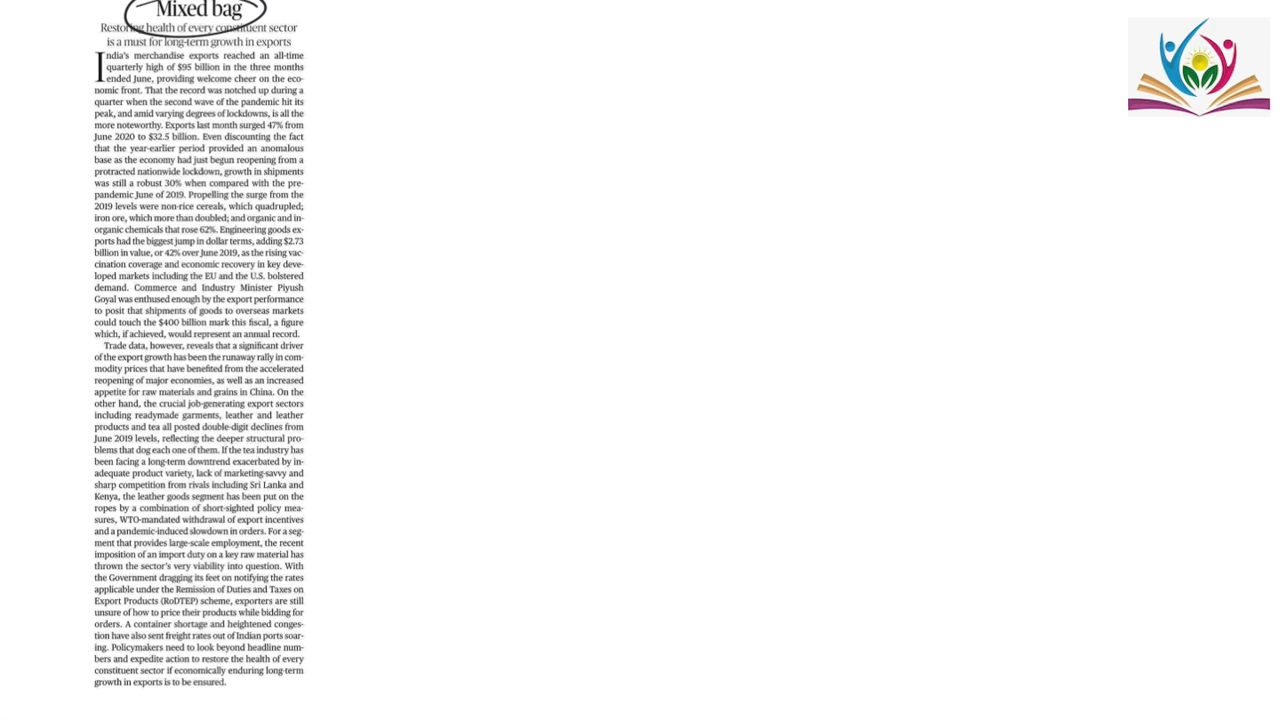 Mixed bag
Restoring health of every constituent sector
is a must for long-term growth in exports
India's merchandise exports reached an all-time
quarterly high of $95 billion in the three months
ended June, providing welcome cheer on the eco-
nomic front. That the record was notched up during a
quarter when the second wave of the pandemic hit its
peak, and amid varying degrees of lockdowns, is all the
more noteworthy. Exports last month surged 47% from
June 2020 to $32.5 billion. Even discounting the fact
that the year-earlier period provided an anomalous
base as the economy had just begun reopening from a
protracted nationwide lockdown, growth in shipments
was still a robust 30% when compared with the pre-
pandemic June of 2019. Propelling the surge from the
2019 levels were non-rice cereals, which quadrupled;
iron ore, which more than doubled; and organic and in-
organic chemicals that rose 62%. Engineering goods ex-
ports had the biggest jump in dollar terms, adding $2.73
billion in value, or 42% over June 2019, as the rising vac-
cination coverage and economic recovery in key deve-
loped markets including the EU and the U.S. bolstered
demand. Commerce and Industry Minister Piyush
Goyal was enthused enough by the export performance
to posit that shipments of goods to overseas markets
could touch the $400 billion mark this fiscal, a figure
which, if achieved, would represent an annual record.
Trade data, however, reveals that a significant driver
of the export growth has been the runaway rally in com-
modity prices that have benefited from the accelerated
reopening of major economies, as well as an increased
appetite for raw materials and grains in China. On the
other hand, the crucial job-generating export sectors
including readymade garments, leather and leather
products and tea all posted double-digit declines from
June 2019 levels, reflecting the deeper structural pro-
blems that dog each one of them. If the tea industry has
been facing a long-term downtrend exacerbated by in-
adequate product variety, lack of marketing-savvy and
sharp competition from rivals including Sri Lanka and
Kenya, the leather goods segment has been put on the
ropes by a combination of short-sighted policy mea-
sures, WTO-mandated withdrawal of export incentives
and a pandemic-induced slowdown in orders. For a seg-
ment that provides large-scale employment, the recent
imposition of an import duty on a key raw material has
thrown the sector's very viability into question. With
the Government dragging its feet on notifying the rates
applicable under the Remission of Duties and Taxes on
Export Products (RoDTEP) scheme, exporters are still
unsure of how to price their products while bidding for
orders. A container shortage and heightened conges-
tion have also sent freight rates out of Indian ports soar-
ing. Policymakers need to look beyond headline num-
bers and expedite action to restore the health of every
constituent sector if economically enduring long-term
growth in exports is to be ensured.